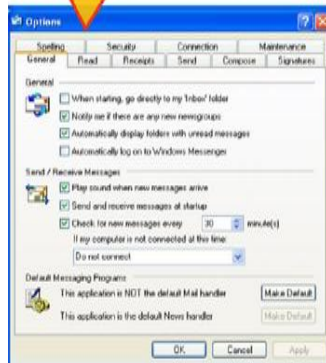 Options
Spelling Security Connection Maintenance
General Read Receipts Send Compose Signatures
General
When starting, go directly to my 'Inbox' folder
Notify me if there are any new newsgroups
Automatically display folders with unread messages
Automatically log on to Windows Messenger
Send / Receive Messages
Play sound when new messages arrive
Send and receive messages at startup
Check for new messages every 30 minute(s)
If my computer is not connected at this time:
Do not connect
Default Messaging Programs
This application is NOT the default Mail handler Make Default
This application is the default News handler Make Default
OK Cancel Apply